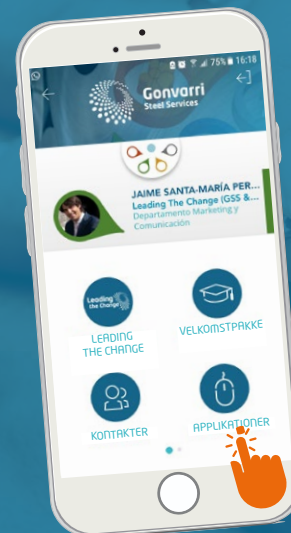 75% 16:18
Gonvarri
Steel Services
JAIME SANTA-MARÍA PER...
Leading The Change (GSS &...
Departamento Marketing y
Comunicación
Leading
the Change
LEADING
THE CHANGE
VELKOMSTPAKKE
KONTAKTER
APPLIKATIONER